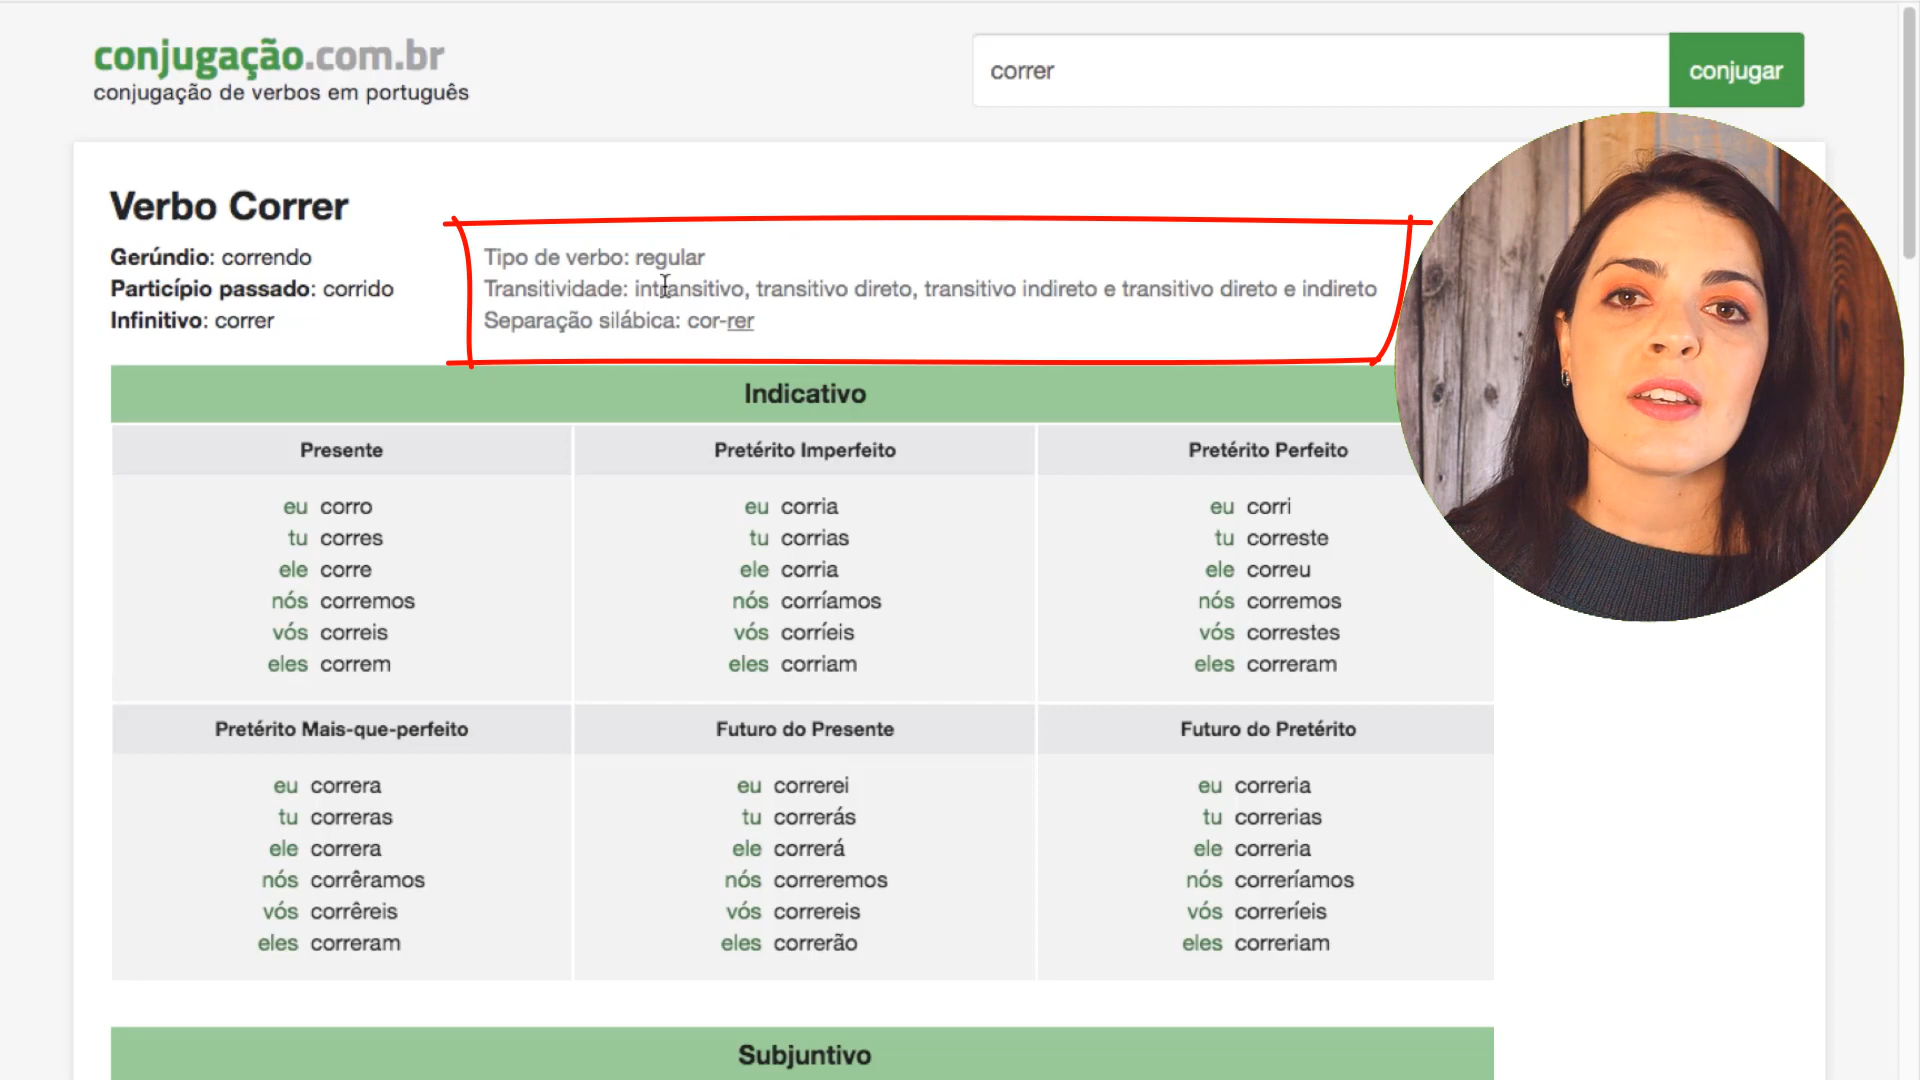 conjugação.com.br
conjugação de verbos em português
correr
conjugar
Verbo Correr
Gerúndio: correndo
Particípio passado: corrido
Infinitivo: correr
Tipo de verbo: regular
Transitividade: intransitivo, transitivo direto, transitivo indireto e transitivo direto e indireto
Separação silábica: cor-rer
Indicativo
Presente
eu corro
tu corres
ele corre
nós corremos
vós correis
eles correm
Pretérito Imperfeito
eu corria
tu corrias
ele corria
nós corríamos
vós corríeis
eles corriam
Pretérito Perfeito
eu corri
tu correste
ele correu
nós corremos
vós correstes
eles correram
Pretérito Mais-que-perfeito
eu correra
tu correras
ele correra
nós corrêramos
vós corrêreis
eles correram
Futuro do Presente
eu correrei
tu correrás
ele correrá
nós correremos
vós correreis
eles correrão
Futuro do Pretérito
eu correria
tu correrias
ele correria
nós correríamos
vós correríeis
eles correriam
Subjuntivo